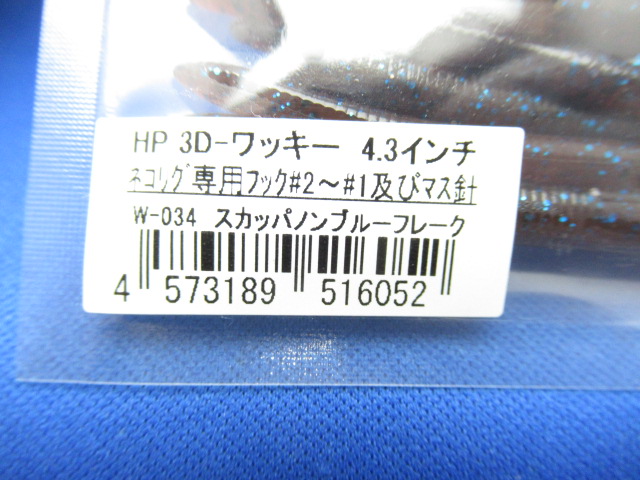 HP 3D-ワッキー 4.3インチ
ネコリグ専用フック#2～#1及びマス針
W-034 スカッパノンブルーフレーク
4 573189 516052